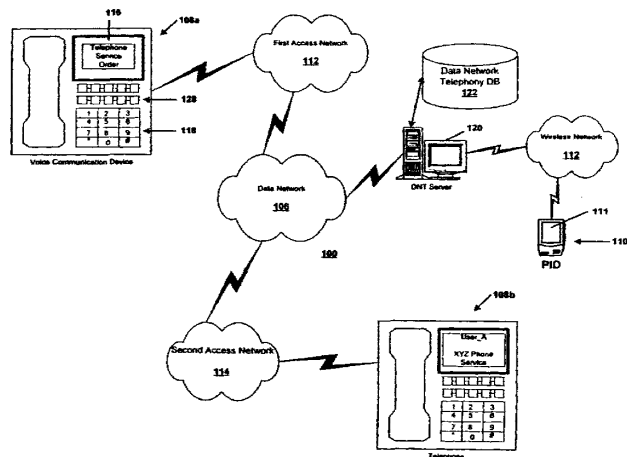 116
108a
Telephone
Service
Order
128
118
1 2 3
4 5 6
7 8 9
* 0 #
Voice Communication Device
First Access Network
112
Data Network
Telephony DB
122
120
DNT Server
Wireless Network
112
111
110
PID
Data Network
106
100
Second Access Network
114
108b
User_A
XYZ Phone
Service
1 2 3
4 5 6
7 8 9
* 0 #
Telephone